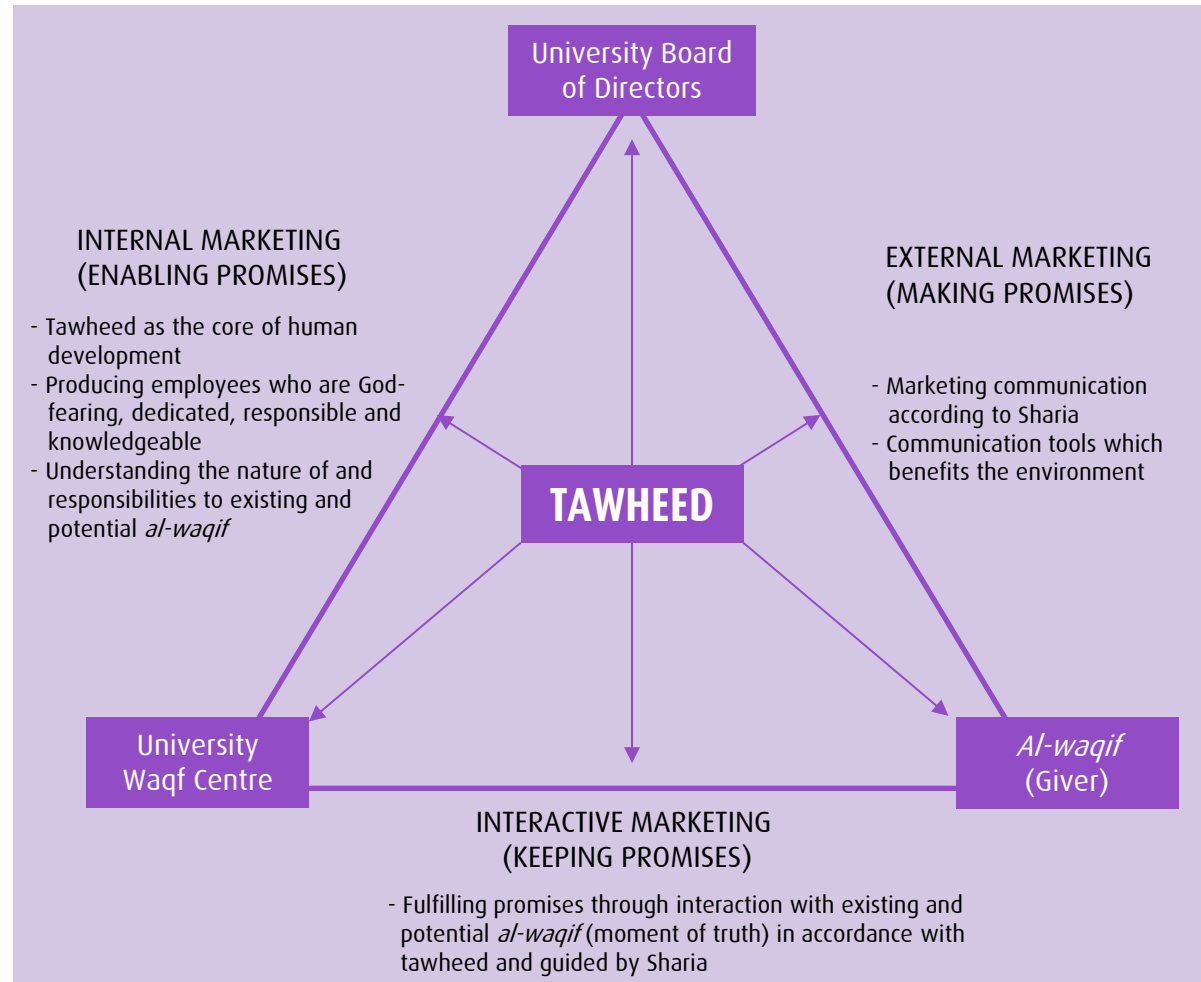 University Board
of Directors
INTERNAL MARKETING
(ENABLING PROMISES)
- Tawheed as the core of human
development
- Producing employees who are God-
fearing, dedicated, responsible and
knowledgeable
- Understanding the nature of and
responsibilities to existing and
potential al-waqif
EXTERNAL MARKETING
(MAKING PROMISES)
- Marketing communication
according to Sharia
- Communication tools which
benefits the environment
TAWHEED
University
Waqf Centre
Al-waqif
(Giver)
INTERACTIVE MARKETING
(KEEPING PROMISES)
- Fulfilling promises through interaction with existing and
potential al-waqif (moment of truth) in accordance with
tawheed and guided by Sharia